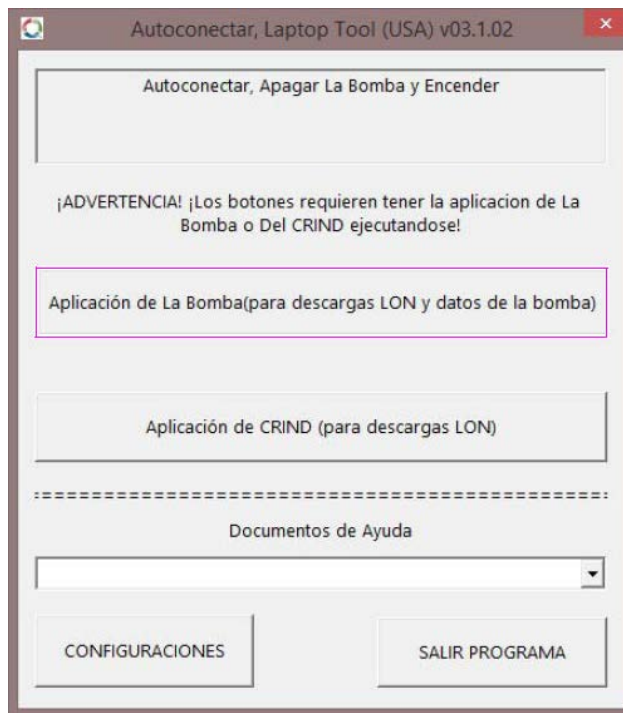 Autoconectar, Laptop Tool (USA) v03.1.02
Autoconectar, Apagar La Bomba y Encender
¡ADVERTENCIA! ¡Los botones requieren tener la aplicacion de La
Bomba o Del CRIND ejecutandose!
Aplicación de La Bomba(para descargas LON y datos de la bomba)
Aplicación de CRIND (para descargas LON)
Documentos de Ayuda
CONFIGURACIONES
SALIR PROGRAMA